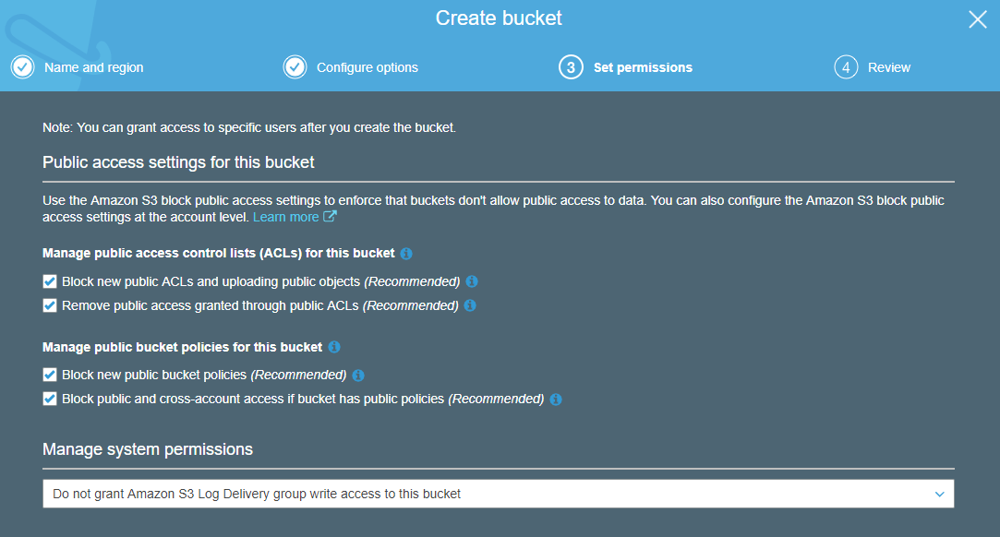 Create bucket
Name and region
Configure options
3 Set permissions
4 Review
Note: You can grant access to specific users after you create the bucket.
Public access settings for this bucket
Use the Amazon S3 block public access settings to enforce that buckets don't allow public access to data. You can also configure the Amazon S3 block public
access settings at the account level. Learn more
Manage public access control lists (ACLs) for this bucket
Block new public ACLs and uploading public objects (Recommended)
Remove public access granted through public ACLs (Recommended)
Manage public bucket policies for this bucket
Block new public bucket policies (Recommended)
Block public and cross-account access if bucket has public policies (Recommended)
Manage system permissions
Do not grant Amazon S3 Log Delivery group write access to this bucket